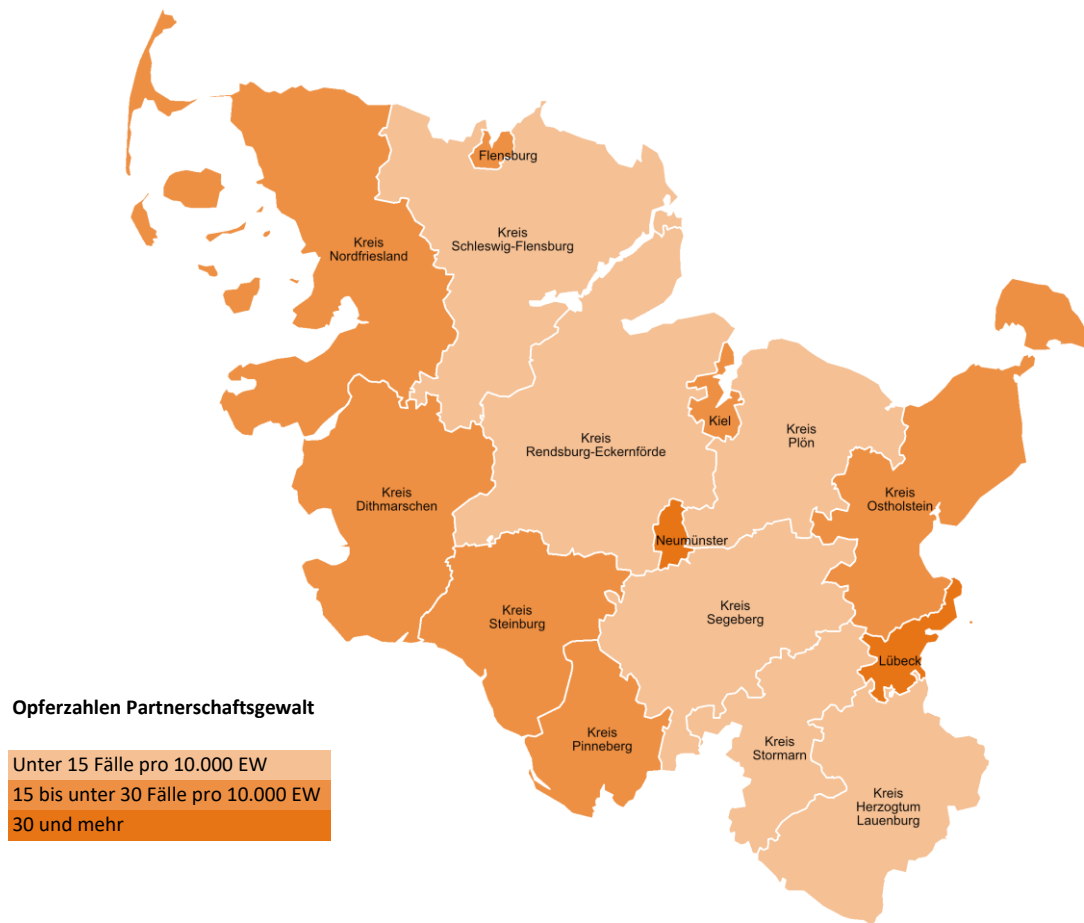 Flensburg
Kreis
Nordfriesland
Kreis
Schleswig-Flensburg
Kiel
Kreis
Plön
Kreis
Rendsburg-Eckernförde
Kreis
Dithmarschen
Kreis
Ostholstein
Neumünster
Kreis
Steinburg
Kreis
Segeberg
Lübeck
Kreis
Pinneberg
Kreis
Stormarn
Kreis
Herzogtum
Lauenburg
Opferzahlen Partnerschaftsgewalt
Unter 15 Fälle pro 10.000 EW
15 bis unter 30 Fälle pro 10.000 EW
30 und mehr